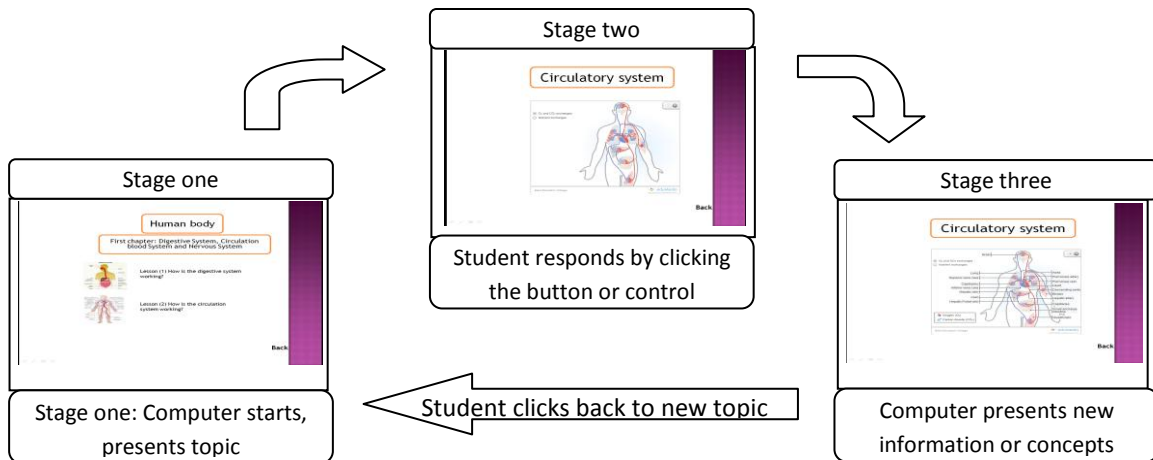 Stage one
Human body
First chapter: Digestive System, Circulation
blood System and Nervous System
Lesson (1) How is the digestive system
working?
Lesson (2) How is the circulation
system working?
Back
Stage one: Computer starts,
presents topic
Stage two
Circulatory system
Back
Student responds by clicking
the button or control
Stage three
Circulatory system
Back
Computer presents new
information or concepts
Student clicks back to new topic